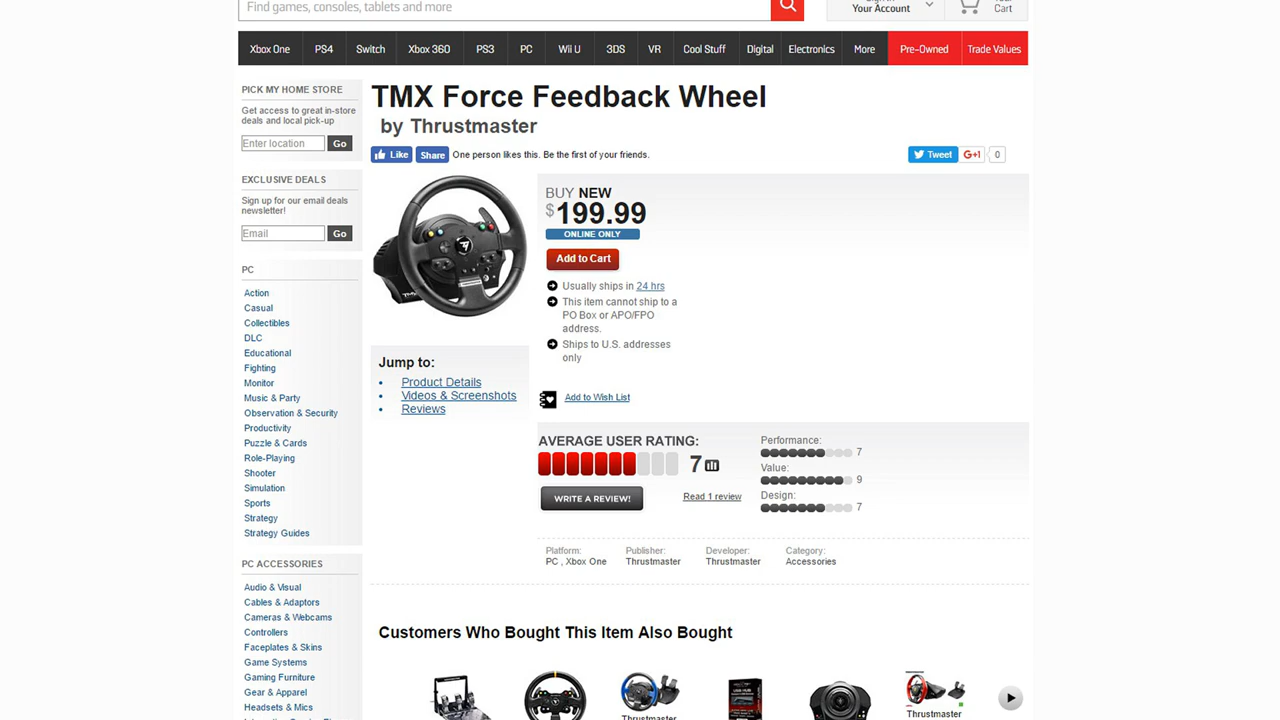 Find games, consoles, tablets and more
Your Account
Cart
Xbox One PS4 Switch Xbox 360 PS3 PC Wii U 3DS VR Cool Stuff Digital Electronics More Pre-Owned Trade Values
PICK MY HOME STORE
Get access to great in-store
deals and local pick-up
Enter location Go
EXCLUSIVE DEALS
Sign up for our email deals
newsletter!
Email Go
PC
Action
Casual
Collectibles
DLC
Educational
Fighting
Monitor
Music & Party
Observation & Security
Productivity
Puzzle & Cards
Role-Playing
Shooter
Simulation
Sports
Strategy
Strategy Guides
PC ACCESSORIES
Audio & Visual
Cables & Adaptors
Cameras & Webcams
Controllers
Faceplates & Skins
Game Systems
Gaming Furniture
Gear & Apparel
Headsets & Mics
TMX Force Feedback Wheel
by Thrustmaster
Like Share One person likes this. Be the first of your friends.
Tweet G+1 0
BUY NEW
$199.99
ONLINE ONLY
Add to Cart
Usually ships in 24 hrs
This item cannot ship to a
PO Box or APO/FPO
address.
Ships to U.S. addresses
only
Add to Wish List
Jump to:
Product Details
Videos & Screenshots
Reviews
AVERAGE USER RATING:
7
WRITE A REVIEW!
Read 1 review
Performance:
7
Value:
9
Design:
7
Platform:
PC , Xbox One
Publisher:
Thrustmaster
Developer:
Thrustmaster
Category:
Accessories
Customers Who Bought This Item Also Bought
Thrustmaster
Thrustmaster